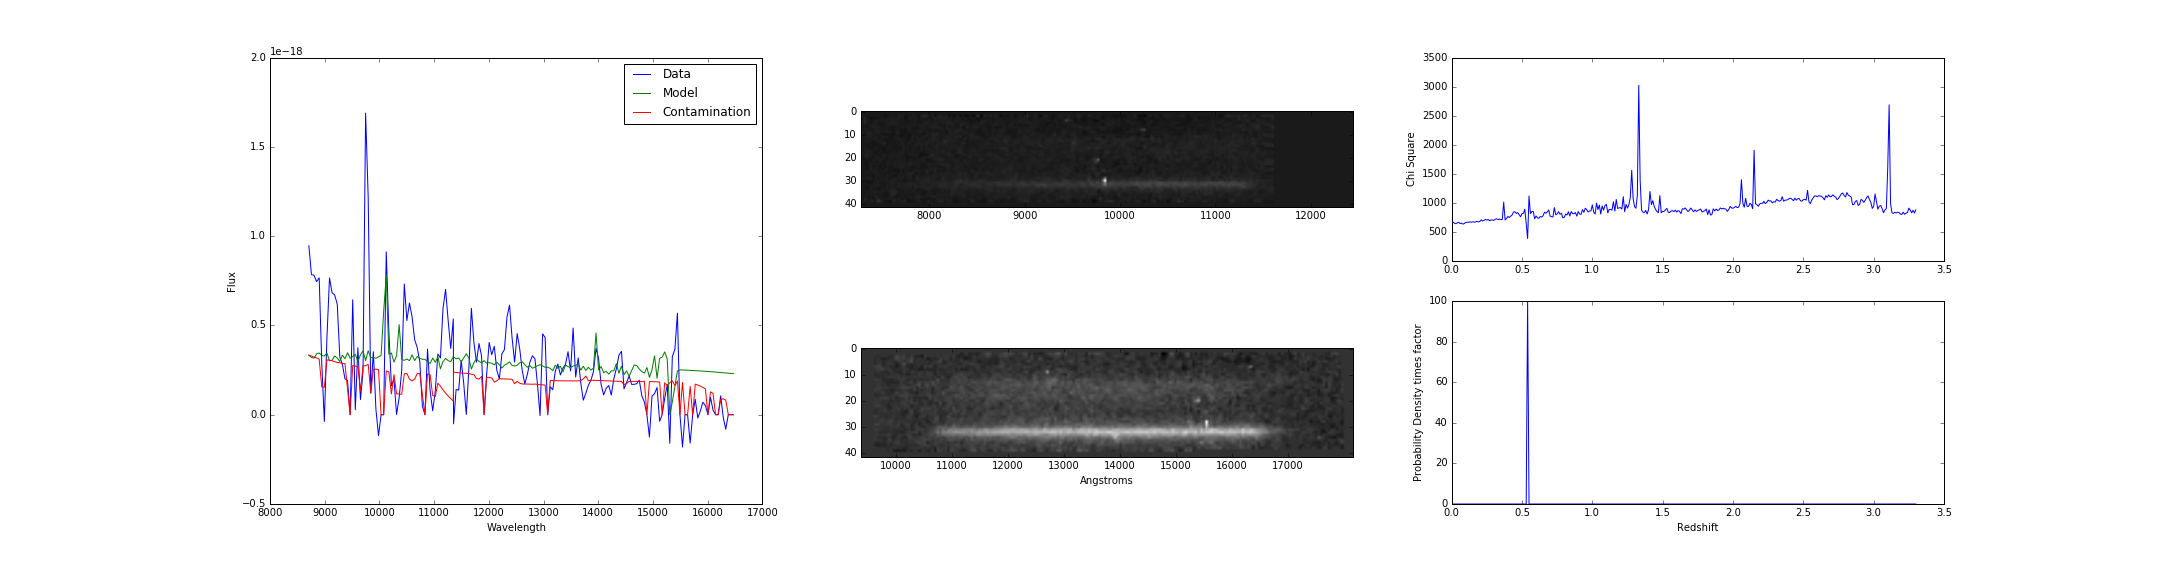 1e−18
2.0
1.5
1.0
0.5
0.0
−0.5
Flux
Data
Model
Contamination
8000 9000 10000 11000 12000 13000 14000 15000 16000 17000
Wavelength
0
10
20
30
40
8000 9000 10000 11000 12000
0
10
20
30
40
10000 11000 12000 13000 14000 15000 16000 17000
Angstroms
3500
3000
2500
2000
1500
1000
500
0
Chi Square
0.0 0.5 1.0 1.5 2.0 2.5 3.0 3.5
100
80
60
40
20
0
Probability Density times factor
0.0 0.5 1.0 1.5 2.0 2.5 3.0 3.5
Redshift